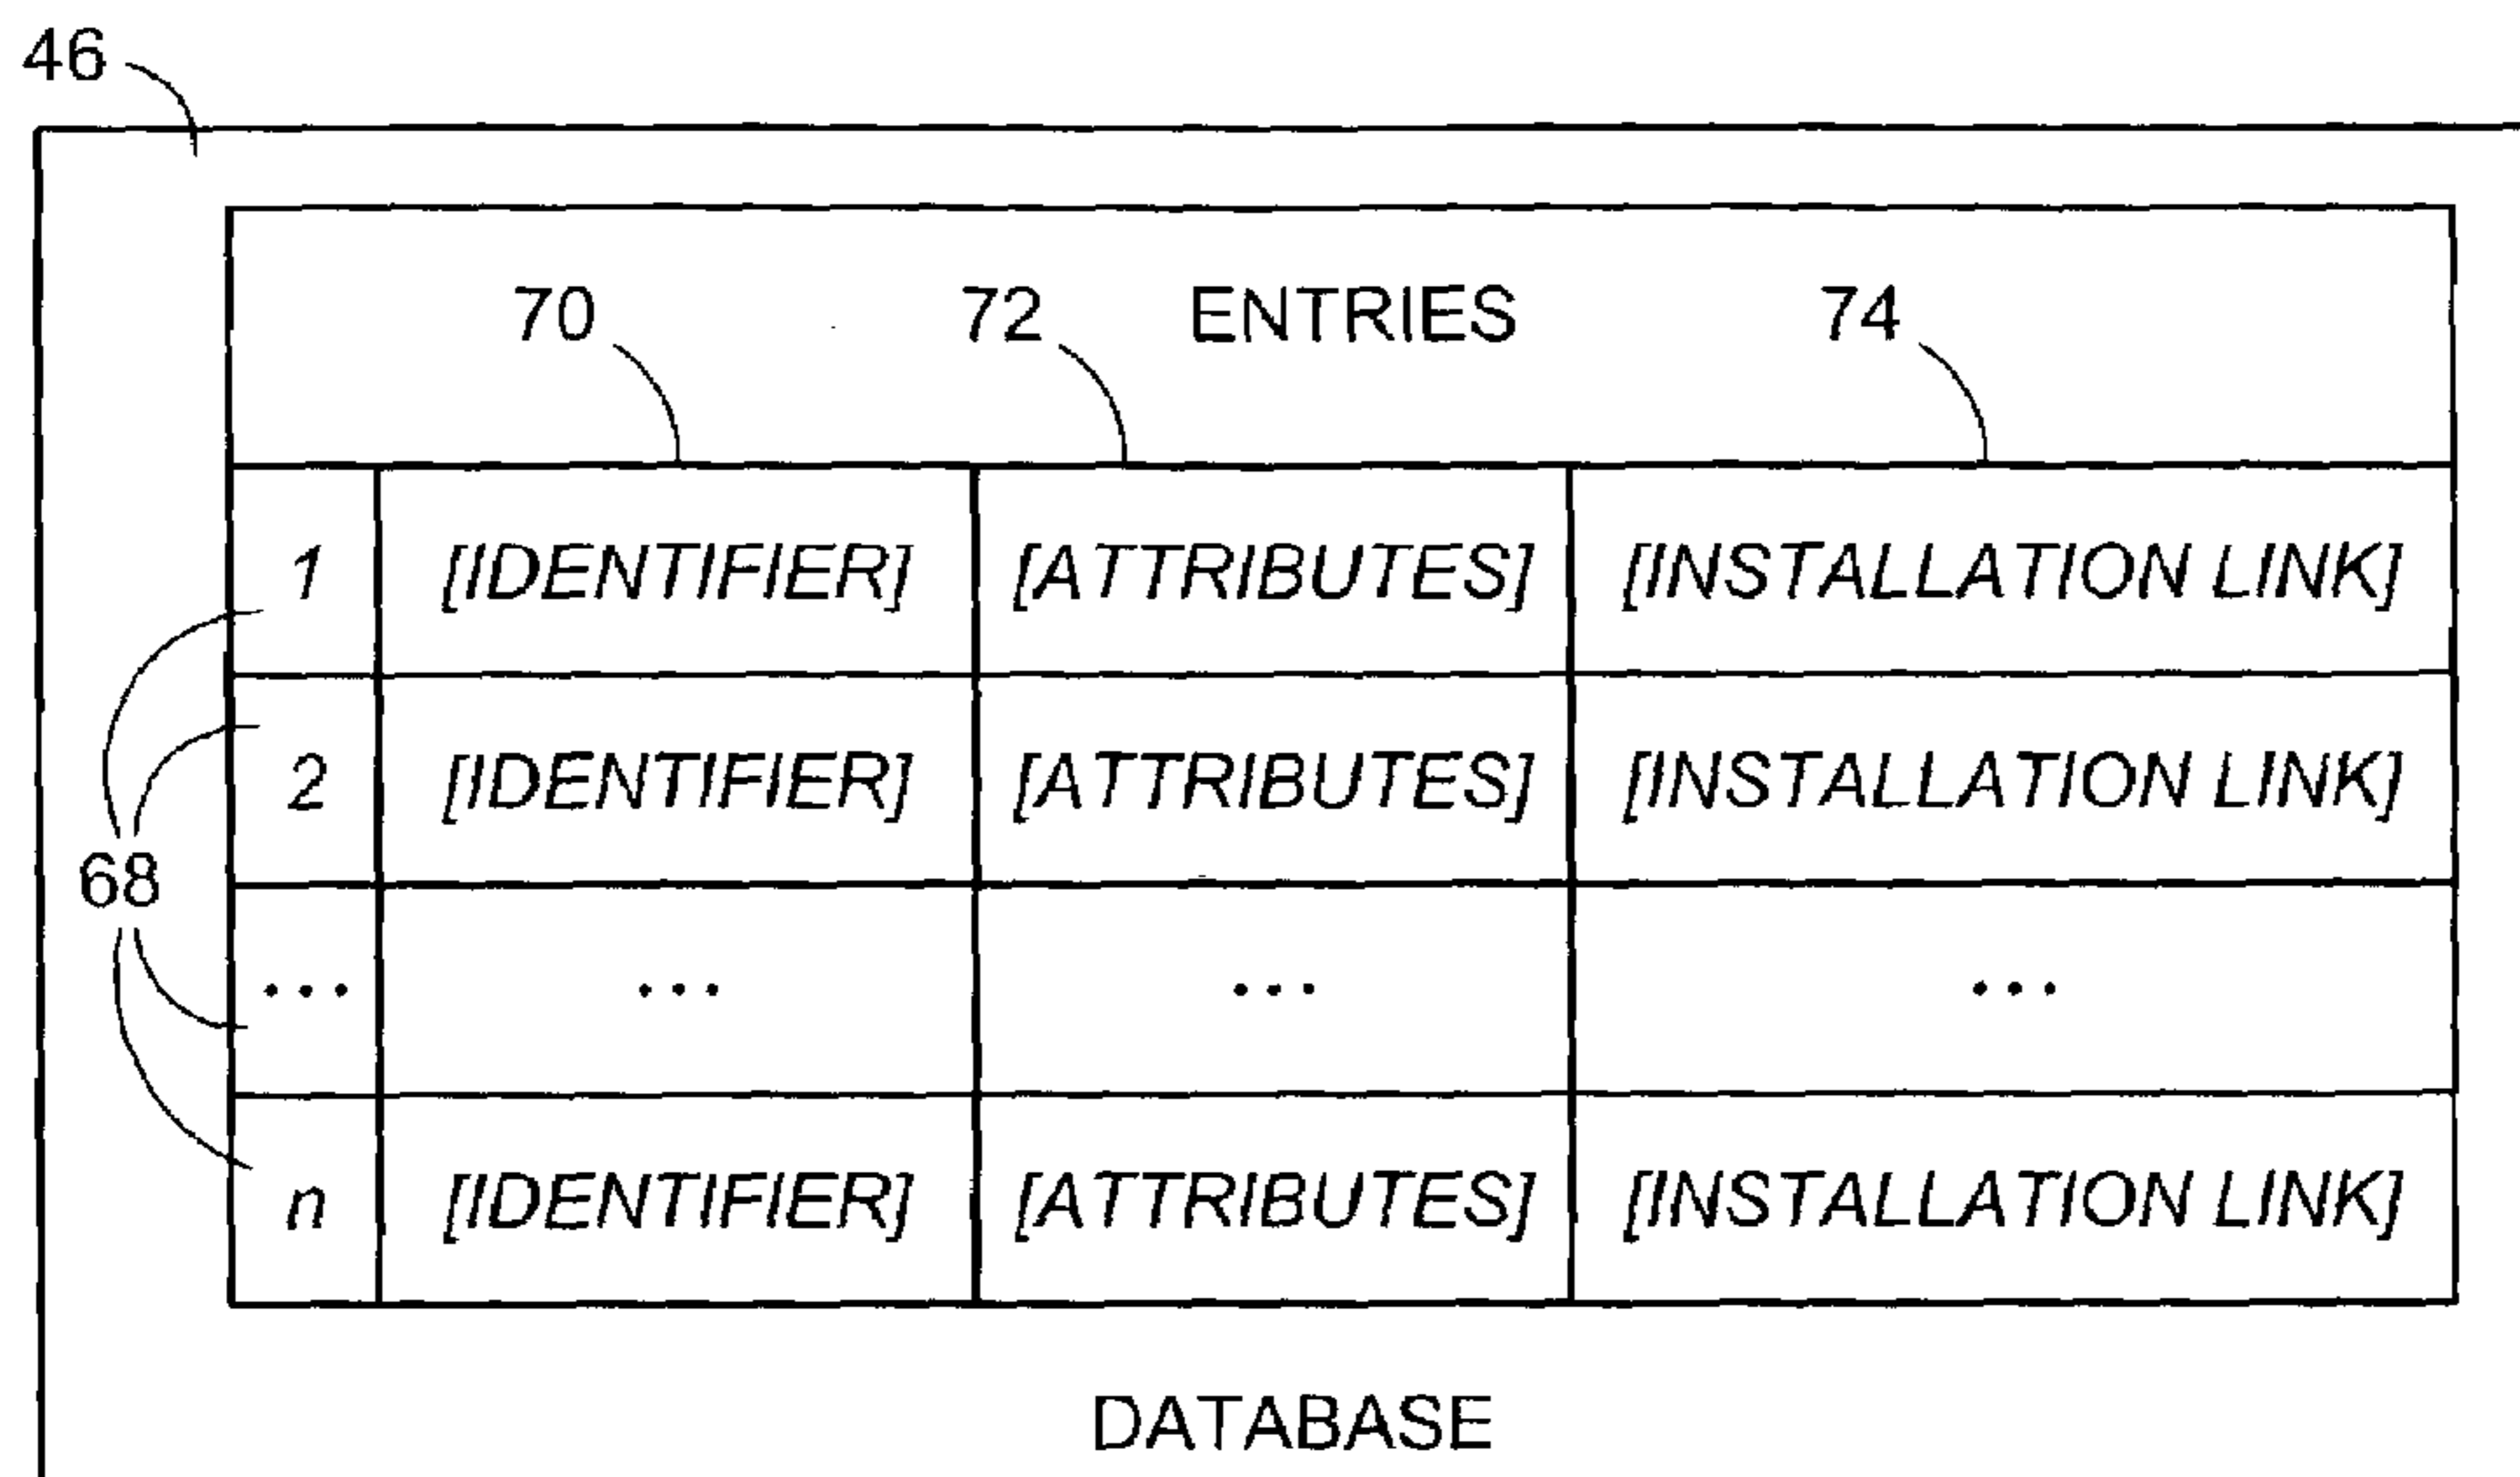 46
70 72 ENTRIES 74
1 [IDENTIFIER] [ATTRIBUTES] [INSTALLATION LINK]
2 [IDENTIFIER] [ATTRIBUTES] [INSTALLATION LINK]
68
... ... ... ...
n [IDENTIFIER] [ATTRIBUTES] [INSTALLATION LINK]
DATABASE